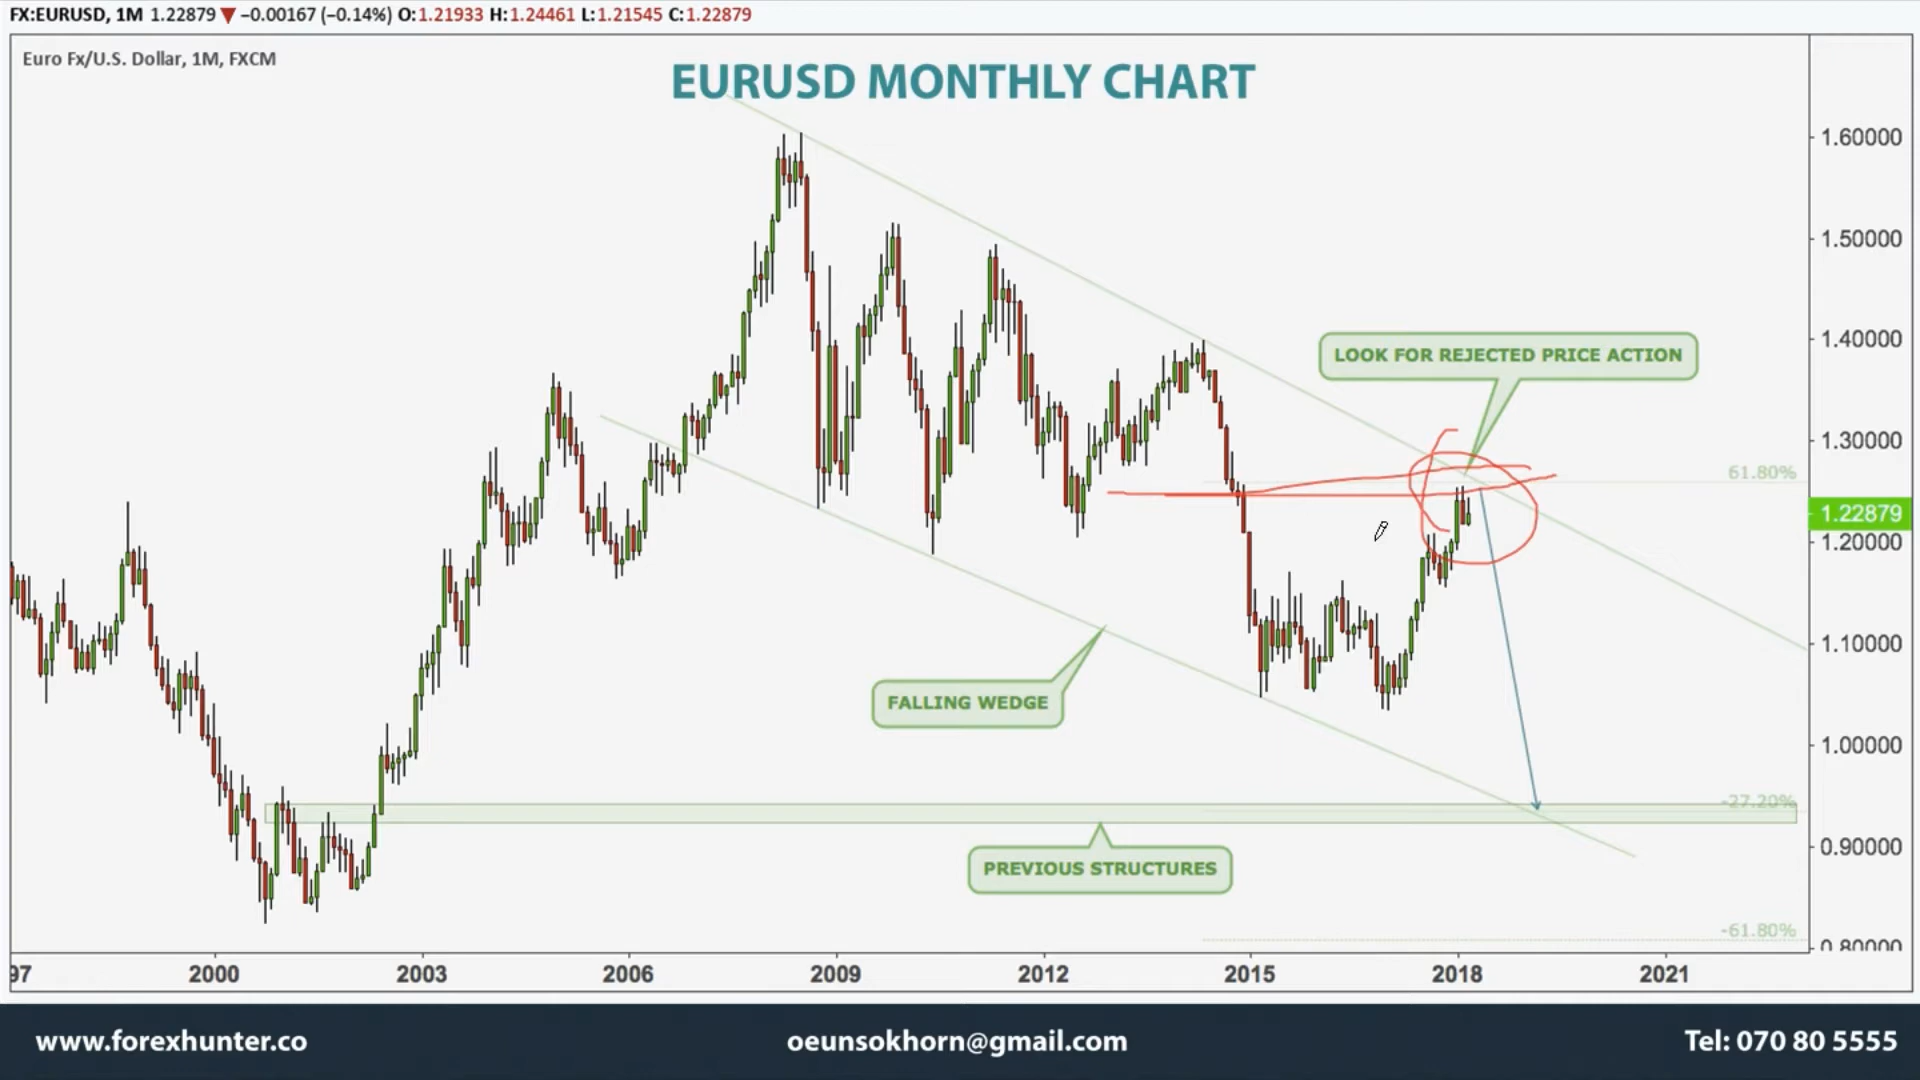 FX:EURUSD, 1M 1.22879 ▼ −0.00167 (−0.14%) O:1.21933 H:1.24461 L:1.21545 C:1.22879
Euro Fx/U.S. Dollar, 1M, FXCM
EURUSD MONTHLY CHART
1.60000
1.50000
1.40000
LOOK FOR REJECTED PRICE ACTION
1.30000
61.80%
1.22879
1.20000
1.10000
FALLING WEDGE
1.00000
-27.20%
0.90000
PREVIOUS STRUCTURES
-61.80%
0.80000
97 2000 2003 2006 2009 2012 2015 2018 2021
www.forexhunter.co oeunsokhorn@gmail.com Tel: 070 80 5555